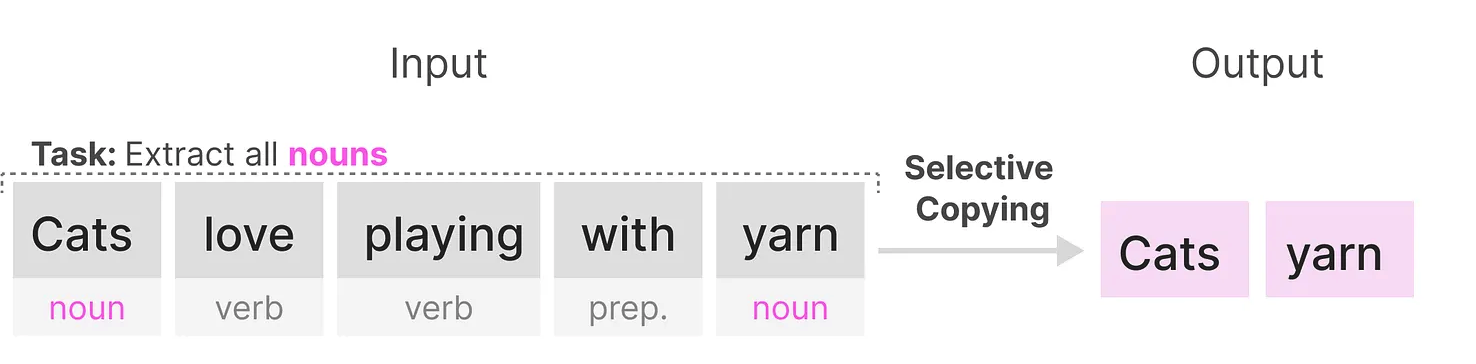 Input
Output
Task: Extract all nouns
Cats love playing with yarn
noun verb verb prep. noun
Selective
Copying
Cats yarn